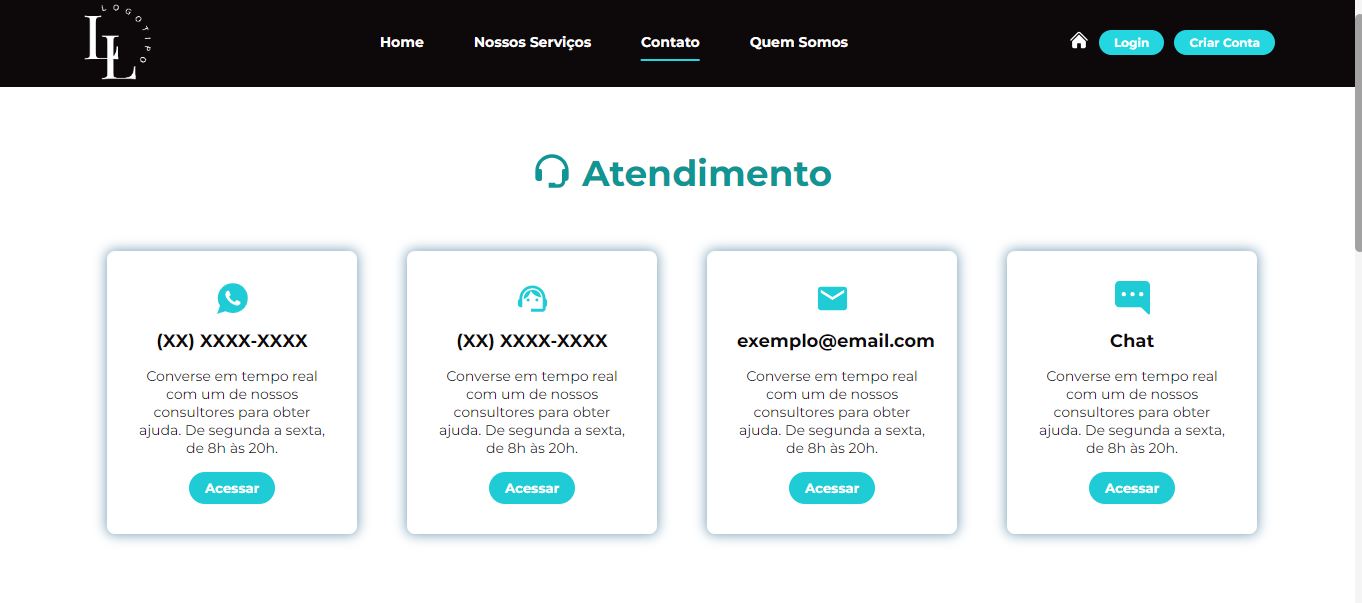 LOGOTIPO
LL
Home
Nossos Serviços
Contato
Quem Somos
Login
Criar Conta
Atendimento
(XX) XXXX-XXXX
Converse em tempo real
com um de nossos
consultores para obter
ajuda. De segunda a sexta,
de 8h às 20h.
Acessar
(XX) XXXX-XXXX
Converse em tempo real
com um de nossos
consultores para obter
ajuda. De segunda a sexta,
de 8h às 20h.
Acessar
exemplo@email.com
Converse em tempo real
com um de nossos
consultores para obter
ajuda. De segunda a sexta,
de 8h às 20h.
Acessar
Chat
Converse em tempo real
com um de nossos
consultores para obter
ajuda. De segunda a sexta,
de 8h às 20h.
Acessar